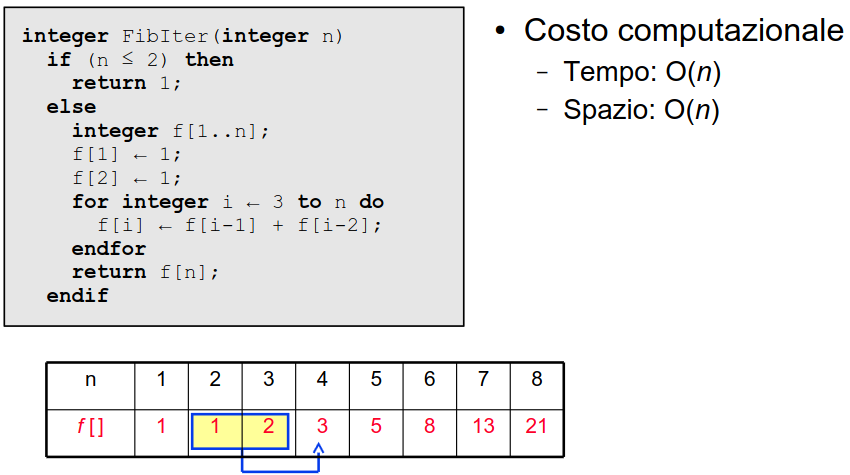 integer FibIter(integer n)
if (n ≤ 2) then
return 1;
else
integer f[1..n];
f[1] ← 1;
f[2] ← 1;
for integer i ← 3 to n do
f[i] ← f[i-1] + f[i-2];
endfor
return f[n];
endif
• Costo computazionale
– Tempo: O(n)
– Spazio: O(n)
n 1 2 3 4 5 6 7 8
f[] 1 1 2 3 5 8 13 21